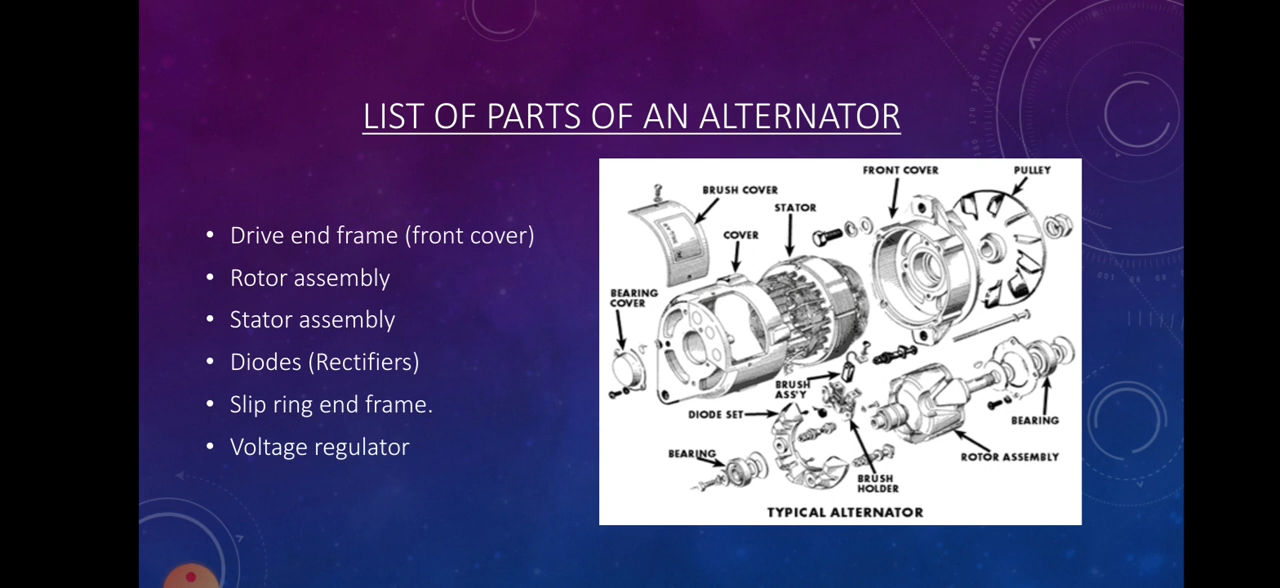 LIST OF PARTS OF AN ALTERNATOR
• Drive end frame (front cover)
• Rotor assembly
• Stator assembly
• Diodes (Rectifiers)
• Slip ring end frame.
• Voltage regulator
FRONT COVER
PULLEY
BRUSH COVER
STATOR
COVER
BEARING
COVER
BRUSH
ASS'Y
DIODE SET
BEARING
BEARING
ROTOR ASSEMBLY
BRUSH
HOLDER
TYPICAL ALTERNATOR